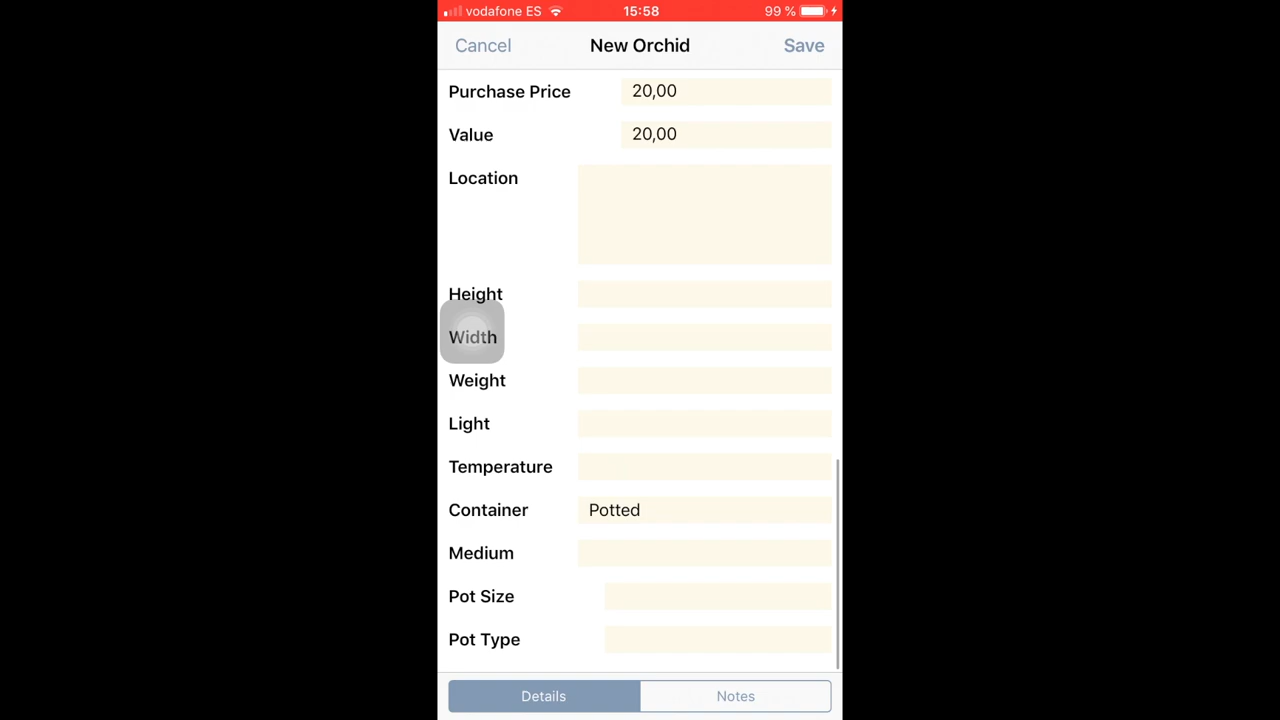 vodafone ES 15:58 99 %
Cancel New Orchid Save
Purchase Price 20,00
Value 20,00
Location
Height
Width
Weight
Light
Temperature
Container Potted
Medium
Pot Size
Pot Type
Details Notes